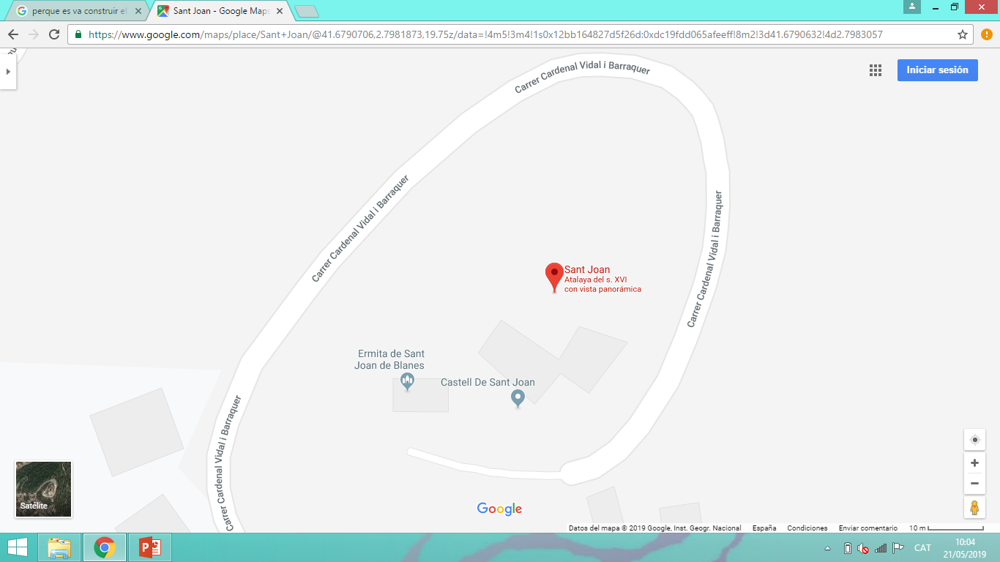 perque es va construir el
Sant Joan - Google Maps
https://www.google.com/maps/place/Sant+Joan/@41.6790706,2.7981873,19.75z/data=!4m5!3m4!1s0x12bb164827d5f26d:0xdc19fdd065afeeff!8m2!3d41.6790632!4d2.7983057
Iniciar sesión
Carrer Cardenal Vidal i Barraquer
Carrer Cardenal Vidal i Barraquer
Carrer Cardenal Vidal i Barraquer
Carrer Cardenal Vidal i Barraquer
Sant Joan
Atalaya del s. XVI
con vista panorámica
Ermita de Sant
Joan de Blanes
Castell De Sant Joan
Satélite
Google
Datos del mapa © 2019 Google, Inst. Geogr. Nacional España Condiciones Enviar comentario 10 m
CAT
10:04
21/05/2019